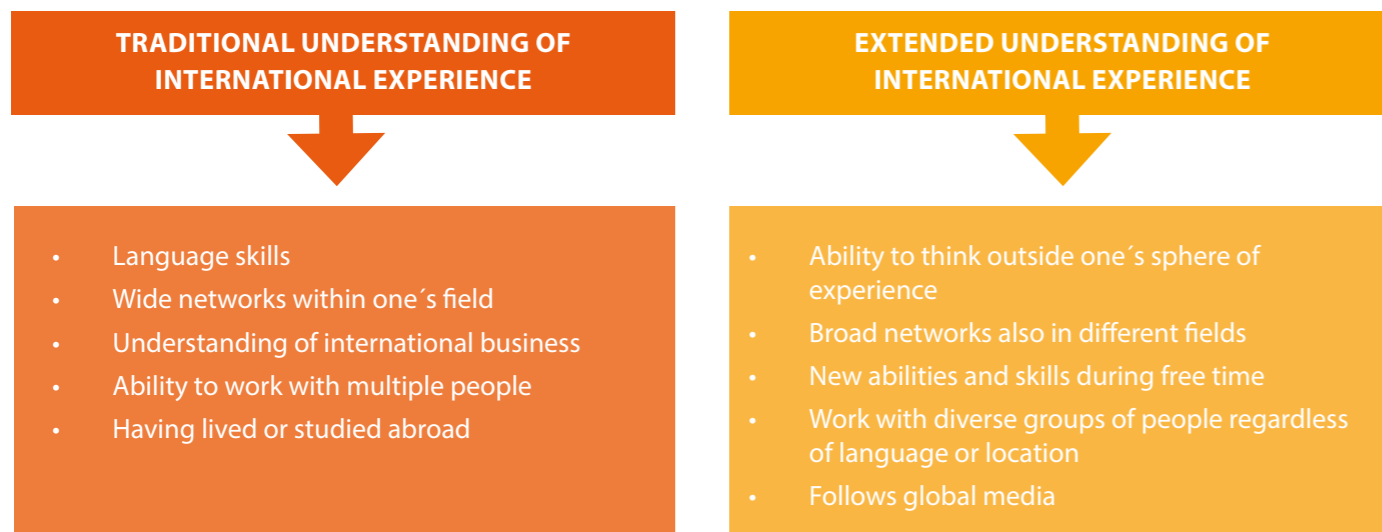 TRADITIONAL UNDERSTANDING OF
INTERNATIONAL EXPERIENCE
• Language skills
• Wide networks within one´s field
• Understanding of international business
• Ability to work with multiple people
• Having lived or studied abroad
EXTENDED UNDERSTANDING OF
INTERNATIONAL EXPERIENCE
• Ability to think outside one´s sphere of
experience
• Broad networks also in different fields
• New abilities and skills during free time
• Work with diverse groups of people regardless
of language or location
• Follows global media